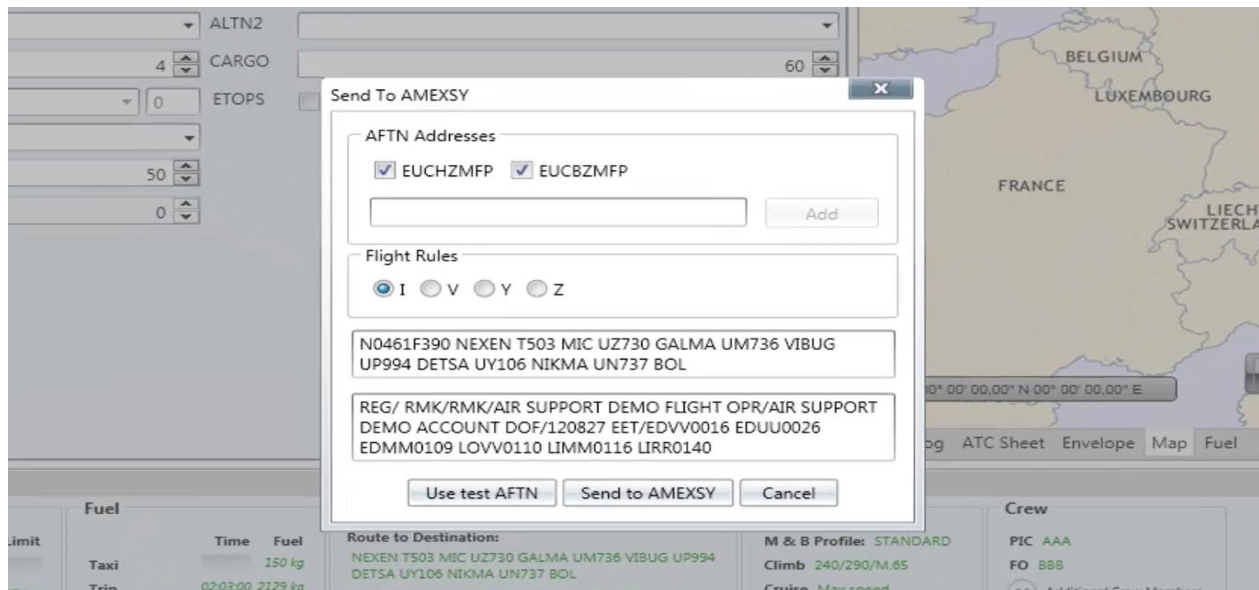 ALTN2
4 CARGO 60
0 ETOPS
50
0
BELGIUM
LUXEMBOURG
FRANCE
LIECH
SWITZERLA
Send To AMEXSY
AFTN Addresses
EUCHZMFP EUCBZMFP
Add
Flight Rules
I V Y Z
N0461F390 NEXEN T503 MIC UZ730 GALMA UM736 VIBUG
UP994 DETSA UY106 NIKMA UN737 BOL
REG/ RMK/RMK/AIR SUPPORT DEMO FLIGHT OPR/AIR SUPPORT
DEMO ACCOUNT DOF/120827 EET/EDVV0016 EDUU0026
EDMM0109 LOVV0110 LIMM0116 LIRR0140
Use test AFTN Send to AMEXSY Cancel
00° 00' 00,00" N 00° 00' 00,00" E
og ATC Sheet Envelope Map Fuel
Limit
Fuel
Time Fuel
Taxi 150 kg
Trip 02:03:00 2129 kg
Route to Destination:
NEXEN T503 MIC UZ730 GALMA UM736 VIBUG UP994
DETSA UY106 NIKMA UN737 BOL
M & B Profile: STANDARD
Climb 240/290/M.65
Cruise Max speed
Crew
PIC AAA
FO BBB
Additional Crew Members